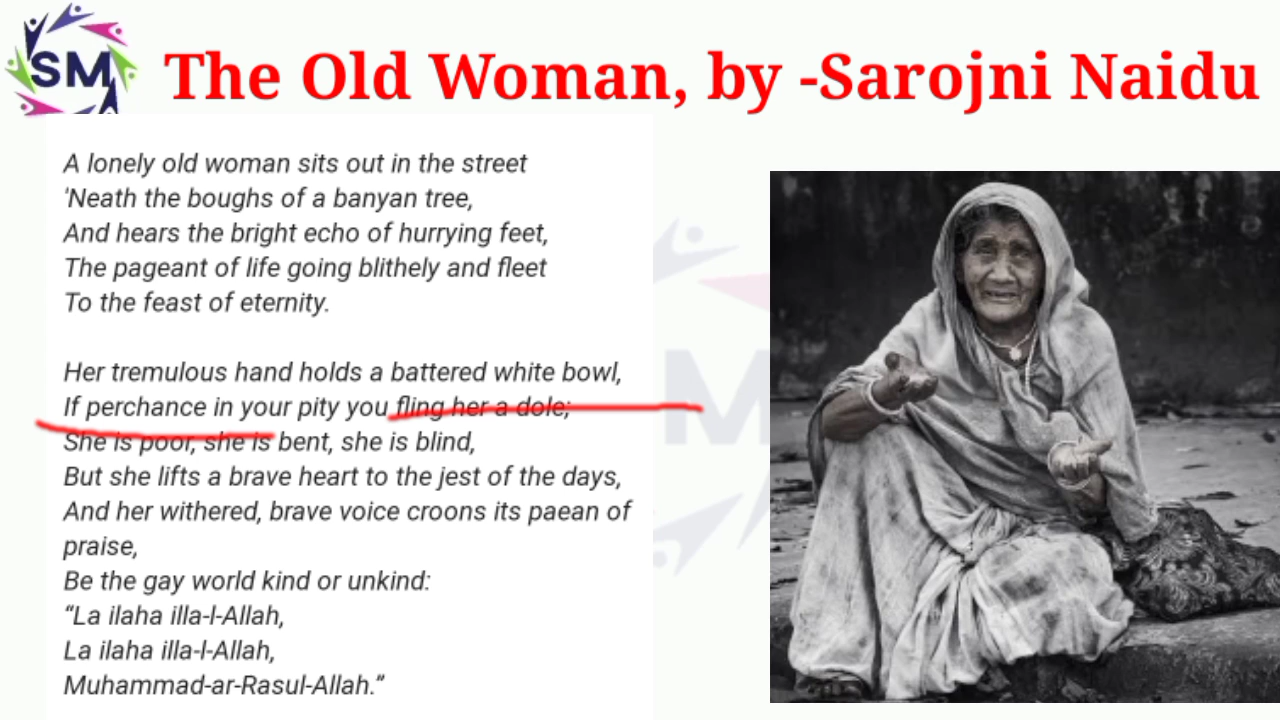 SM
The Old Woman, by -Sarojni Naidu
A lonely old woman sits out in the street
'Neath the boughs of a banyan tree,
And hears the bright echo of hurrying feet,
The pageant of life going blithely and fleet
To the feast of eternity.
Her tremulous hand holds a battered white bowl,
If perchance in your pity you fling her a dole;
She is poor, she is bent, she is blind,
But she lifts a brave heart to the jest of the days,
And her withered, brave voice croons its paean of
praise,
Be the gay world kind or unkind:
“La ilaha illa-l-Allah,
La ilaha illa-l-Allah,
Muhammad-ar-Rasul-Allah.”
M